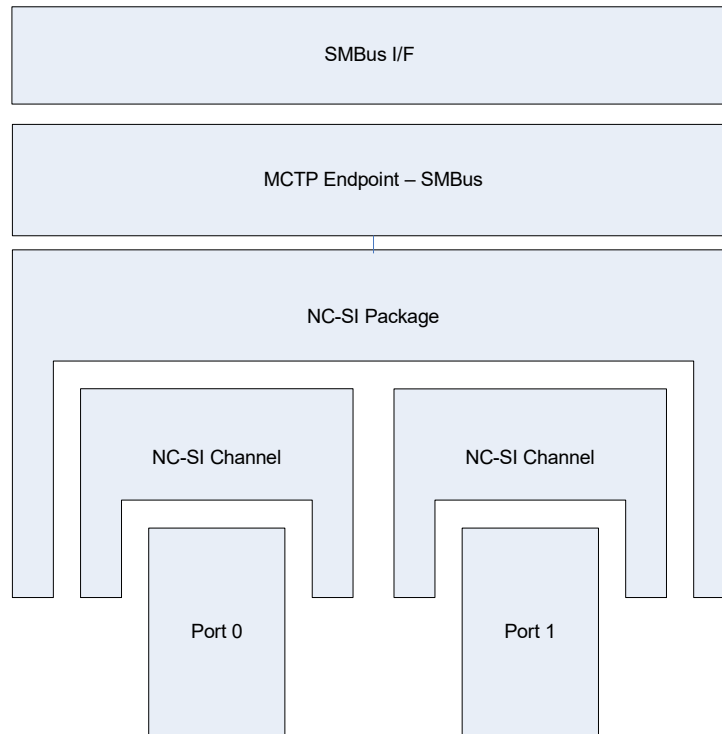 SMBus I/F
MCTP Endpoint – SMBus
NC-SI Package
NC-SI Channel
NC-SI Channel
Port 0
Port 1